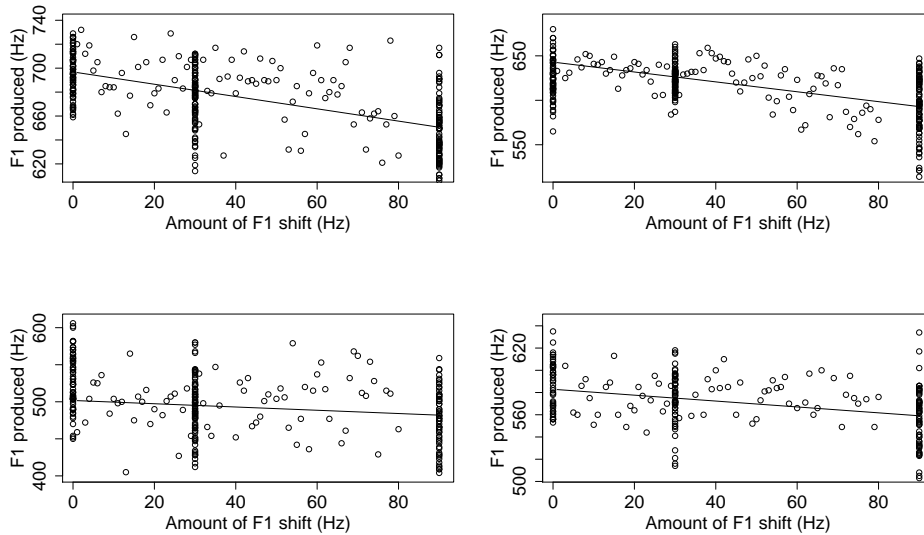 740
700
660
620
F1 produced (Hz)
0 20 40 60 80
Amount of F1 shift (Hz)
650
550
F1 produced (Hz)
0 20 40 60 80
Amount of F1 shift (Hz)
600
500
400
F1 produced (Hz)
0 20 40 60 80
Amount of F1 shift (Hz)
620
560
500
F1 produced (Hz)
0 20 40 60 80
Amount of F1 shift (Hz)